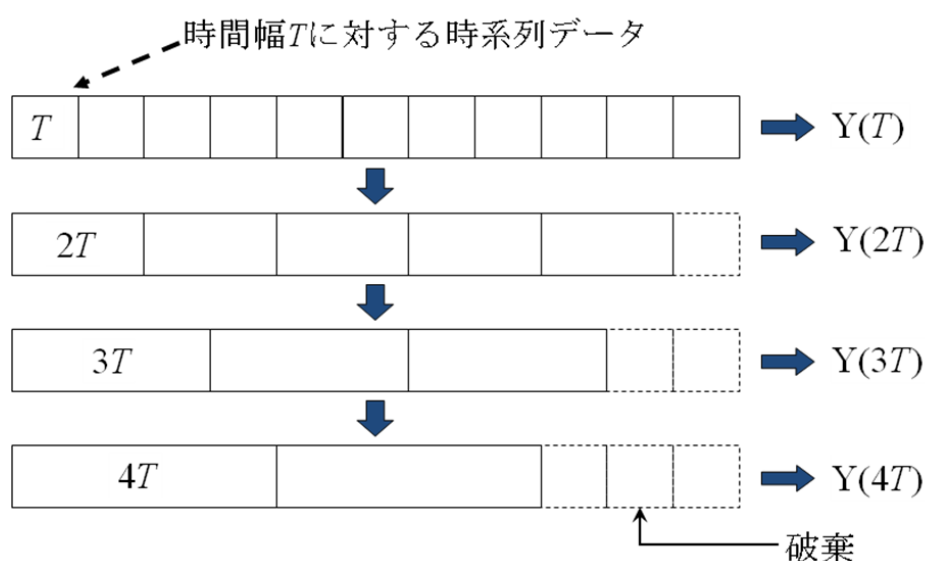 時間幅Tに対する時系列データ
T
Y(T)
2T
Y(2T)
3T
Y(3T)
4T
Y(4T)
破棄